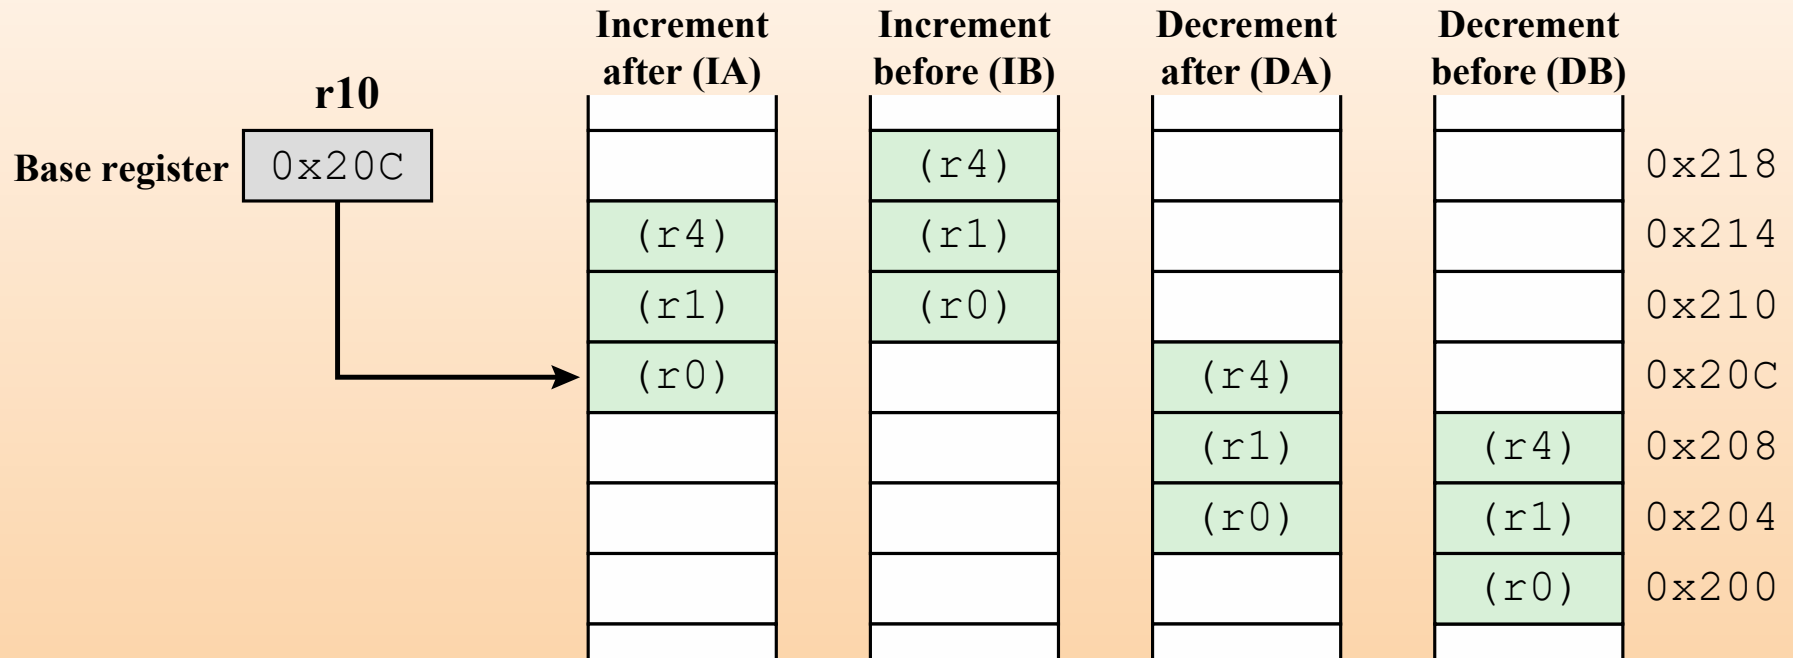 Increment
after (IA)
Increment
before (IB)
Decrement
after (DA)
Decrement
before (DB)
r10
Base register
0x20C
(r4)
0x218
(r4)
(r1)
0x214
(r1)
(r0)
0x210
(r0)
(r4)
0x20C
(r1)
(r4)
0x208
(r0)
(r1)
0x204
(r0)
0x200